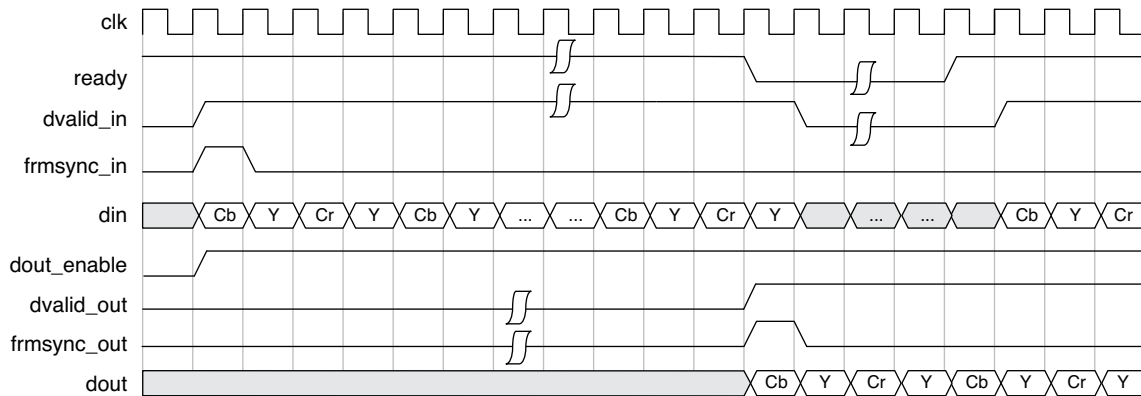 clk
ready
dvalid_in
frmsync_in
din Cb Y Cr Y Cb Y ... ... Cb Y Cr Y ... ... Cb Y Cr
dout_enable
dvalid_out
frmsync_out
dout Cb Y Cr Y Cb Y Cr Y